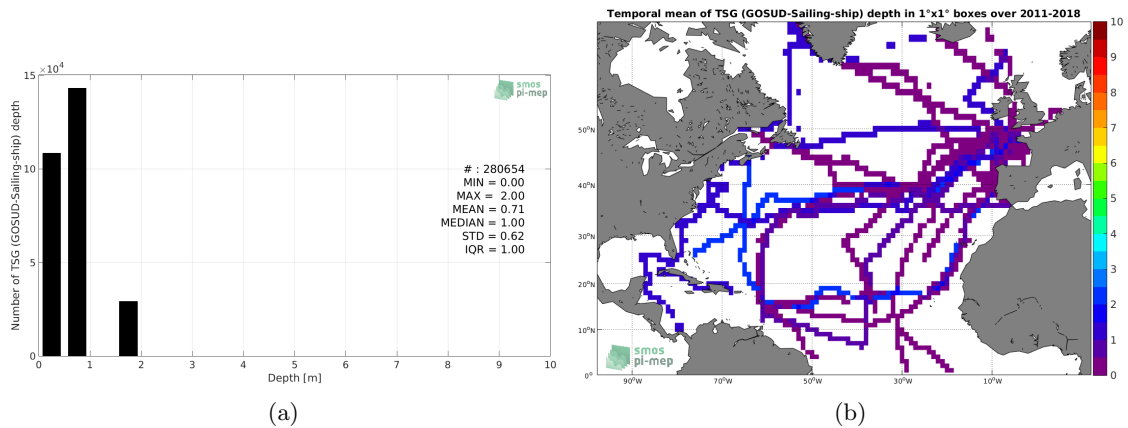 ×10⁴
15
10
5
0
Number of TSG (GOSUD-Sailing-ship) depth
smos
pi-mep
# : 280654
MIN = 0.00
MAX = 2.00
MEAN = 0.71
MEDIAN = 1.00
STD = 0.62
IQR = 1.00
0 1 2 3 4 5 6 7 8 9 10
Depth [m]
(a)
Temporal mean of TSG (GOSUD-Sailing-ship) depth in 1°x1° boxes over 2011-2018
50°N
40°N
30°N
20°N
10°N
0°N
90°W 70°W 50°W 30°W 10°W
smos
pi-mep
10
9
8
7
6
5
4
3
2
1
0
(b)